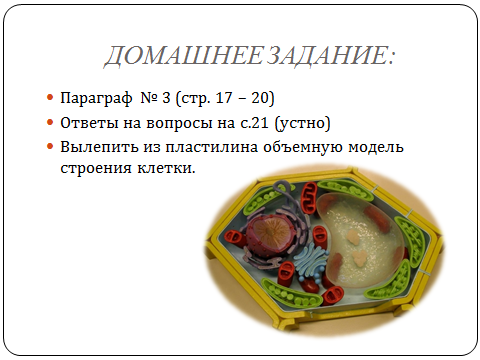 ДОМАШНЕЕ ЗАДАНИЕ:
Параграф № 3 (стр. 17 – 20)
Ответы на вопросы на с.21 (устно)
Вылепить из пластилина объемную модель
строения клетки.